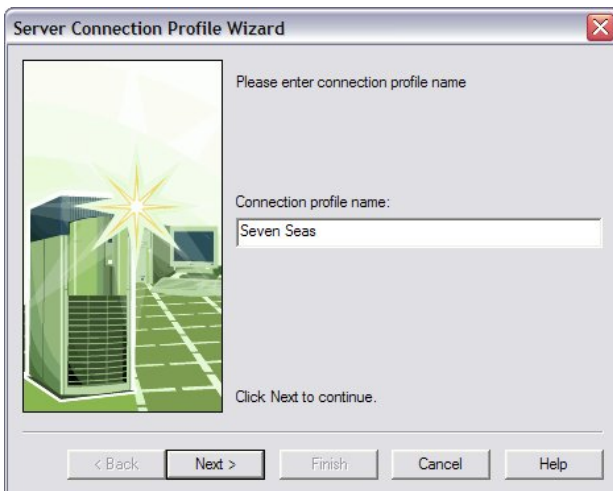 Server Connection Profile Wizard
Please enter connection profile name
Connection profile name:
Seven Seas
Click Next to continue.
< Back Next > Finish Cancel Help